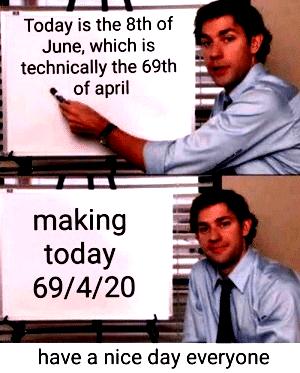 Today is the 8th of
June, which is
technically the 69th
of april
making
today
69/4/20
have a nice day everyone